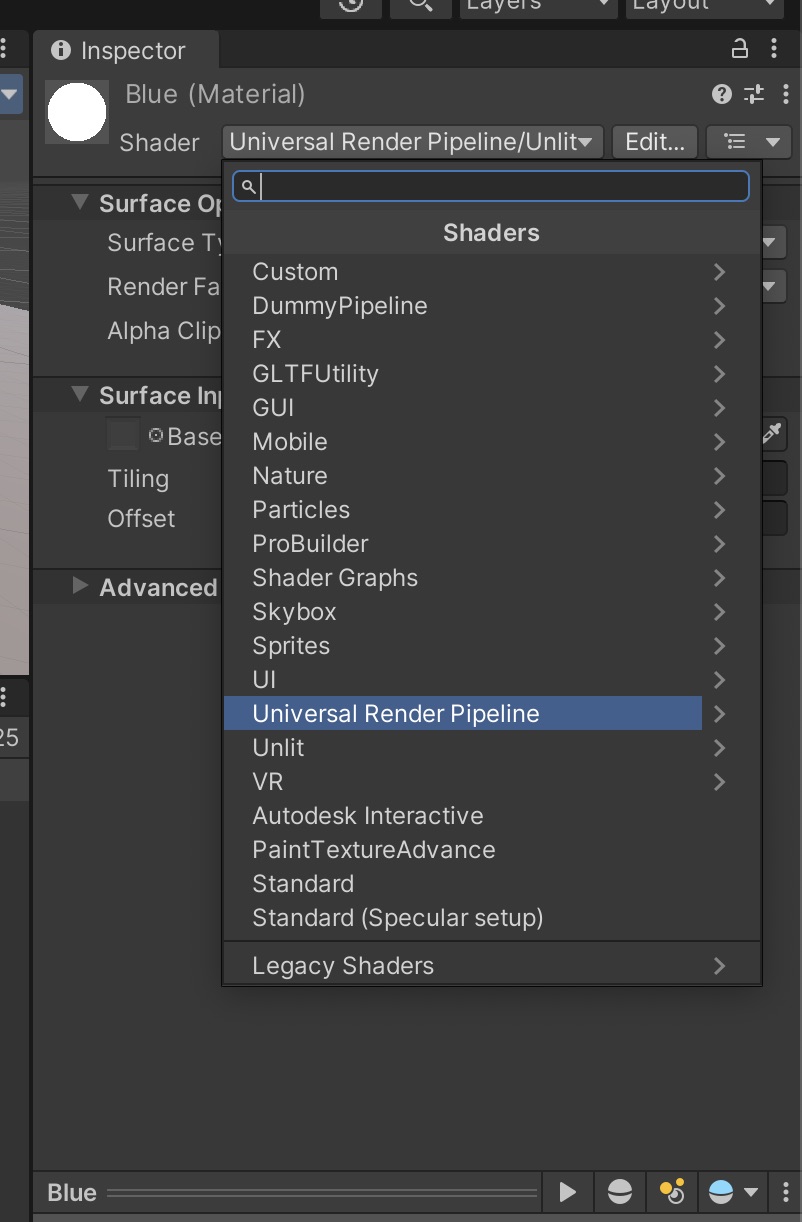 Layers
Layout
Inspector
Blue (Material)
Shader
Universal Render Pipeline/Unlit
Edit...
Shaders
Surface Op
Surface Ty
Render Fa
Alpha Clip
Surface Inp
Base
Tiling
Offset
Advanced
Custom
DummyPipeline
FX
GLTFUtility
GUI
Mobile
Nature
Particles
ProBuilder
Shader Graphs
Skybox
Sprites
UI
Universal Render Pipeline
Unlit
VR
Autodesk Interactive
PaintTextureAdvance
Standard
Standard (Specular setup)
Legacy Shaders
25
Blue